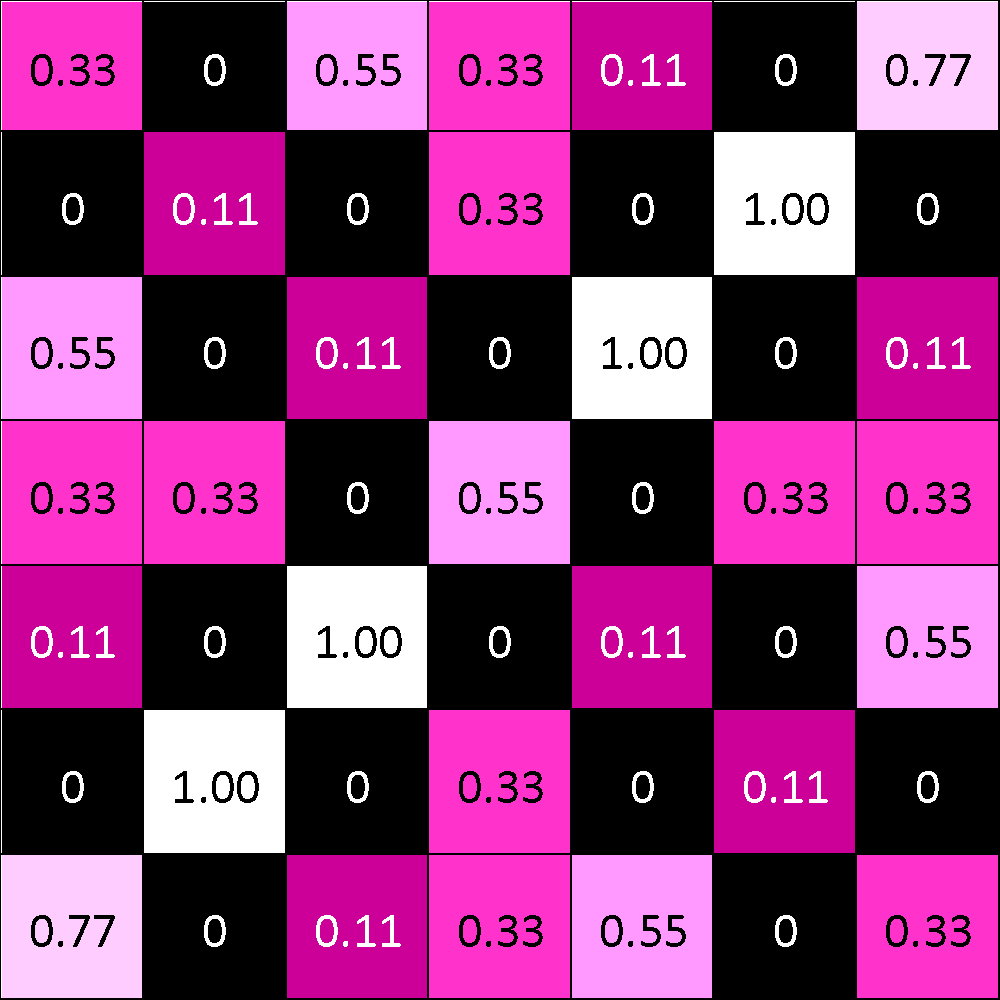 0.33 0 0.55 0.33 0.11 0 0.77
0 0.11 0 0.33 0 1.00 0
0.55 0 0.11 0 1.00 0 0.11
0.33 0.33 0 0.55 0 0.33 0.33
0.11 0 1.00 0 0.11 0 0.55
0 1.00 0 0.33 0 0.11 0
0.77 0 0.11 0.33 0.55 0 0.33